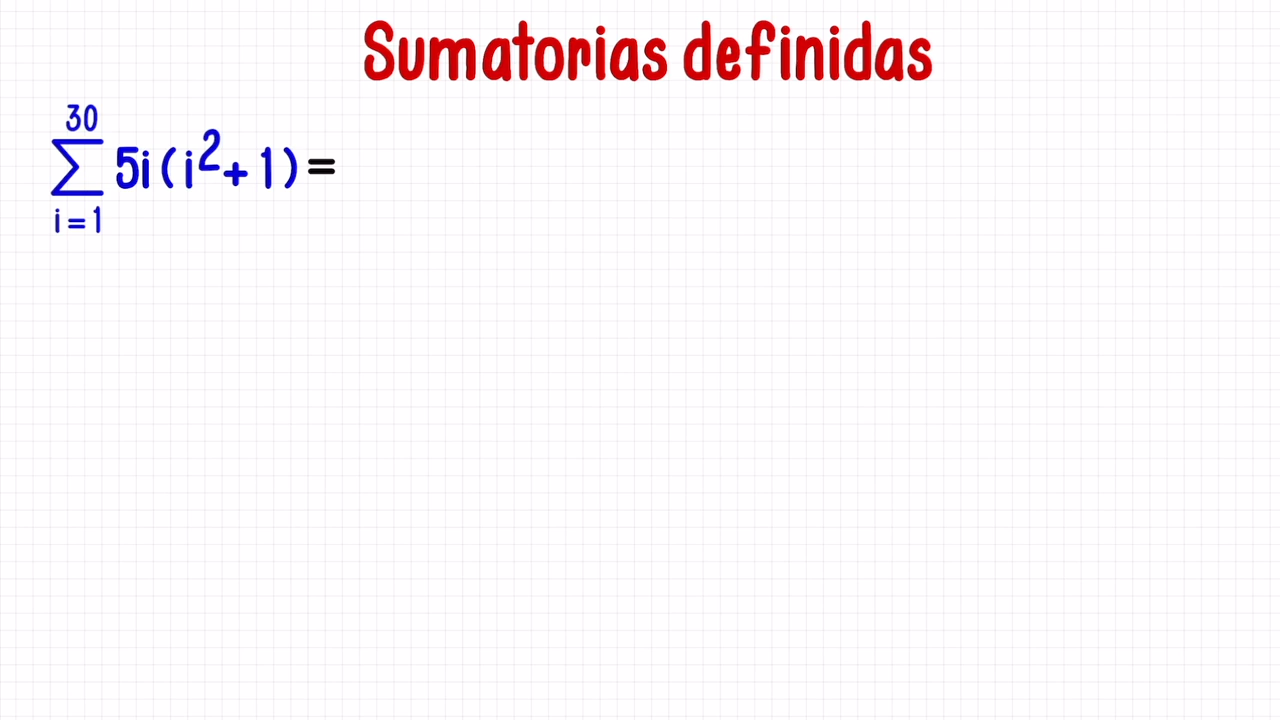 Sumatorias definidas
30
∑ 5i(i²+1)=
i=1